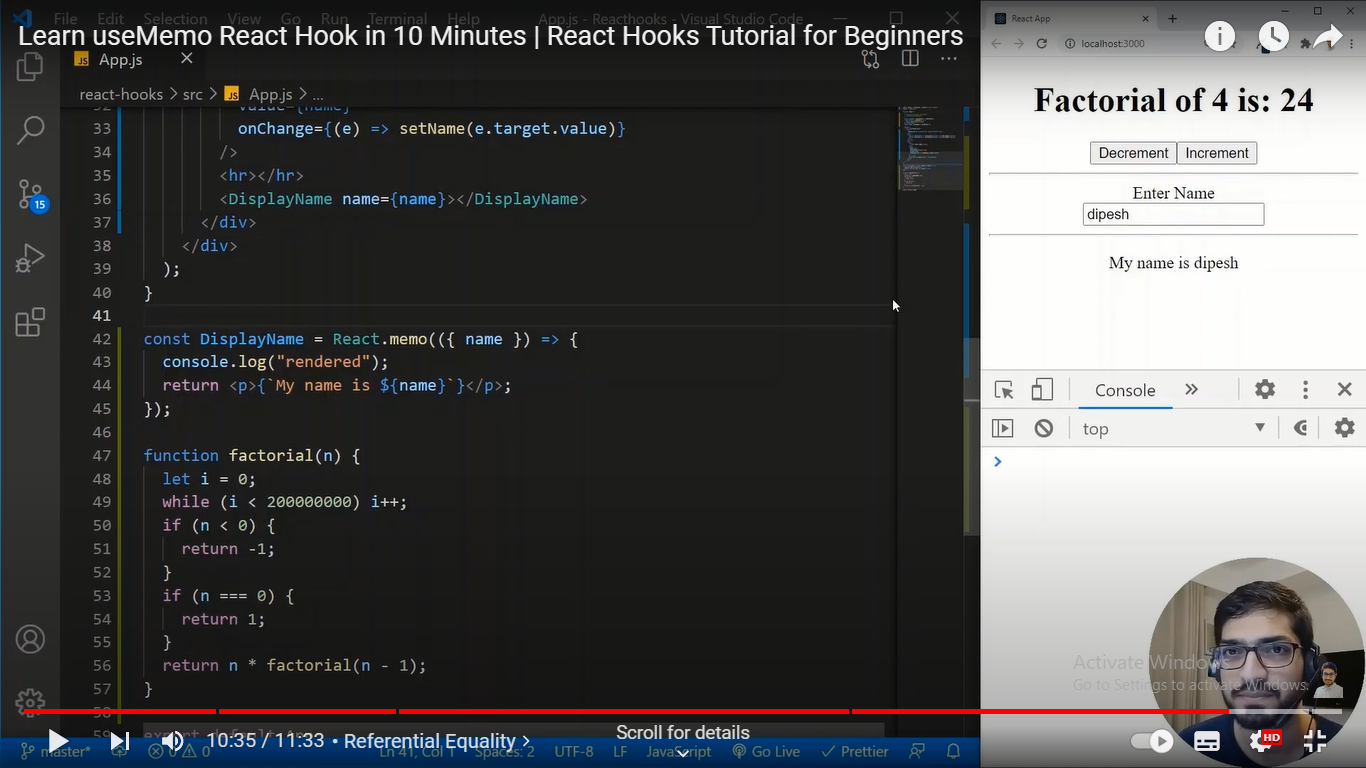 File Edit Selection View Go Run Terminal Help App.js - Reacthooks - Visual Studio Code
Learn useMemo React Hook in 10 Minutes | React Hooks Tutorial for Beginners
JS App.js
react-hooks > src > JS App.js > ...
32 value={name}
33 onChange={(e) => setName(e.target.value)}
34 />
35 <hr></hr>
36 <DisplayName name={name}></DisplayName>
37 </div>
38 </div>
39 );
40 }
41
42 const DisplayName = React.memo(({ name }) => {
43 console.log("rendered");
44 return <p>{`My name is ${name}`}</p>;
45 });
46
47 function factorial(n) {
48 let i = 0;
49 while (i < 200000000) i++;
50 if (n < 0) {
51 return -1;
52 }
53 if (n === 0) {
54 return 1;
55 }
56 return n * factorial(n - 1);
57 }
58
59
15
React App
localhost:3000
Factorial of 4 is: 24
Decrement Increment
Enter Name
dipesh
My name is dipesh
Console »
top
Activate Windows
Go to Settings to activate Windows.
Scroll for details
10:35 / 11:33 • Referential Equality >
HD
master* 0 0 Ln 41, Col 1 Spaces: 2 UTF-8 LF JavaScript Go Live Prettier